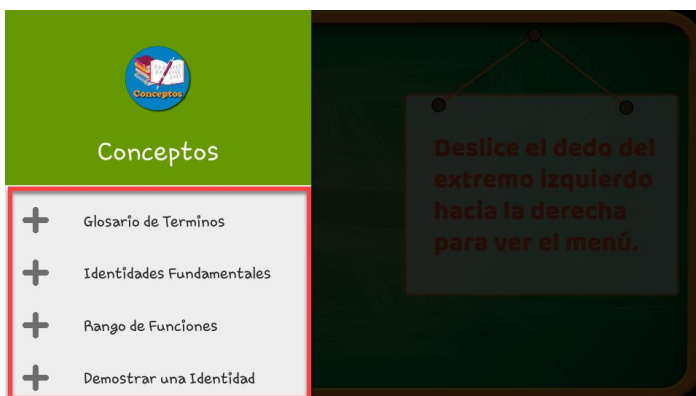 Conceptos
Conceptos
Glosario de Terminos
Identidades Fundamentales
Rango de Funciones
Demostrar una Identidad
Deslice el dedo del
extremo izquierdo
hacia la derecha
para ver el menú.